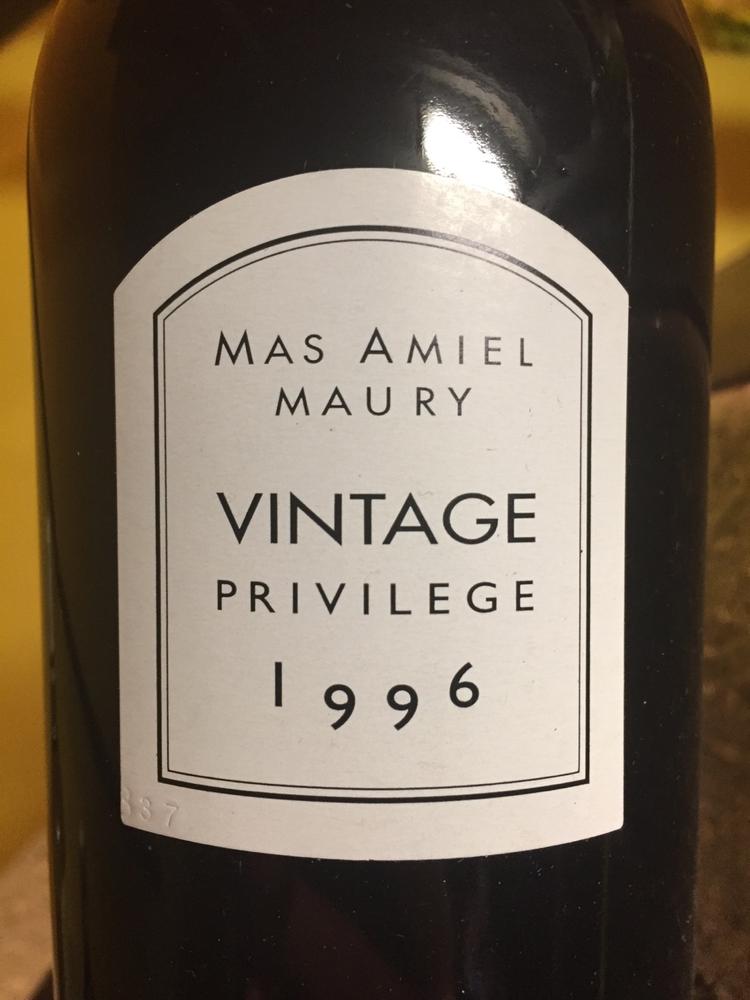 MAS AMIEL
MAURY
VINTAGE
PRIVILEGE
1996